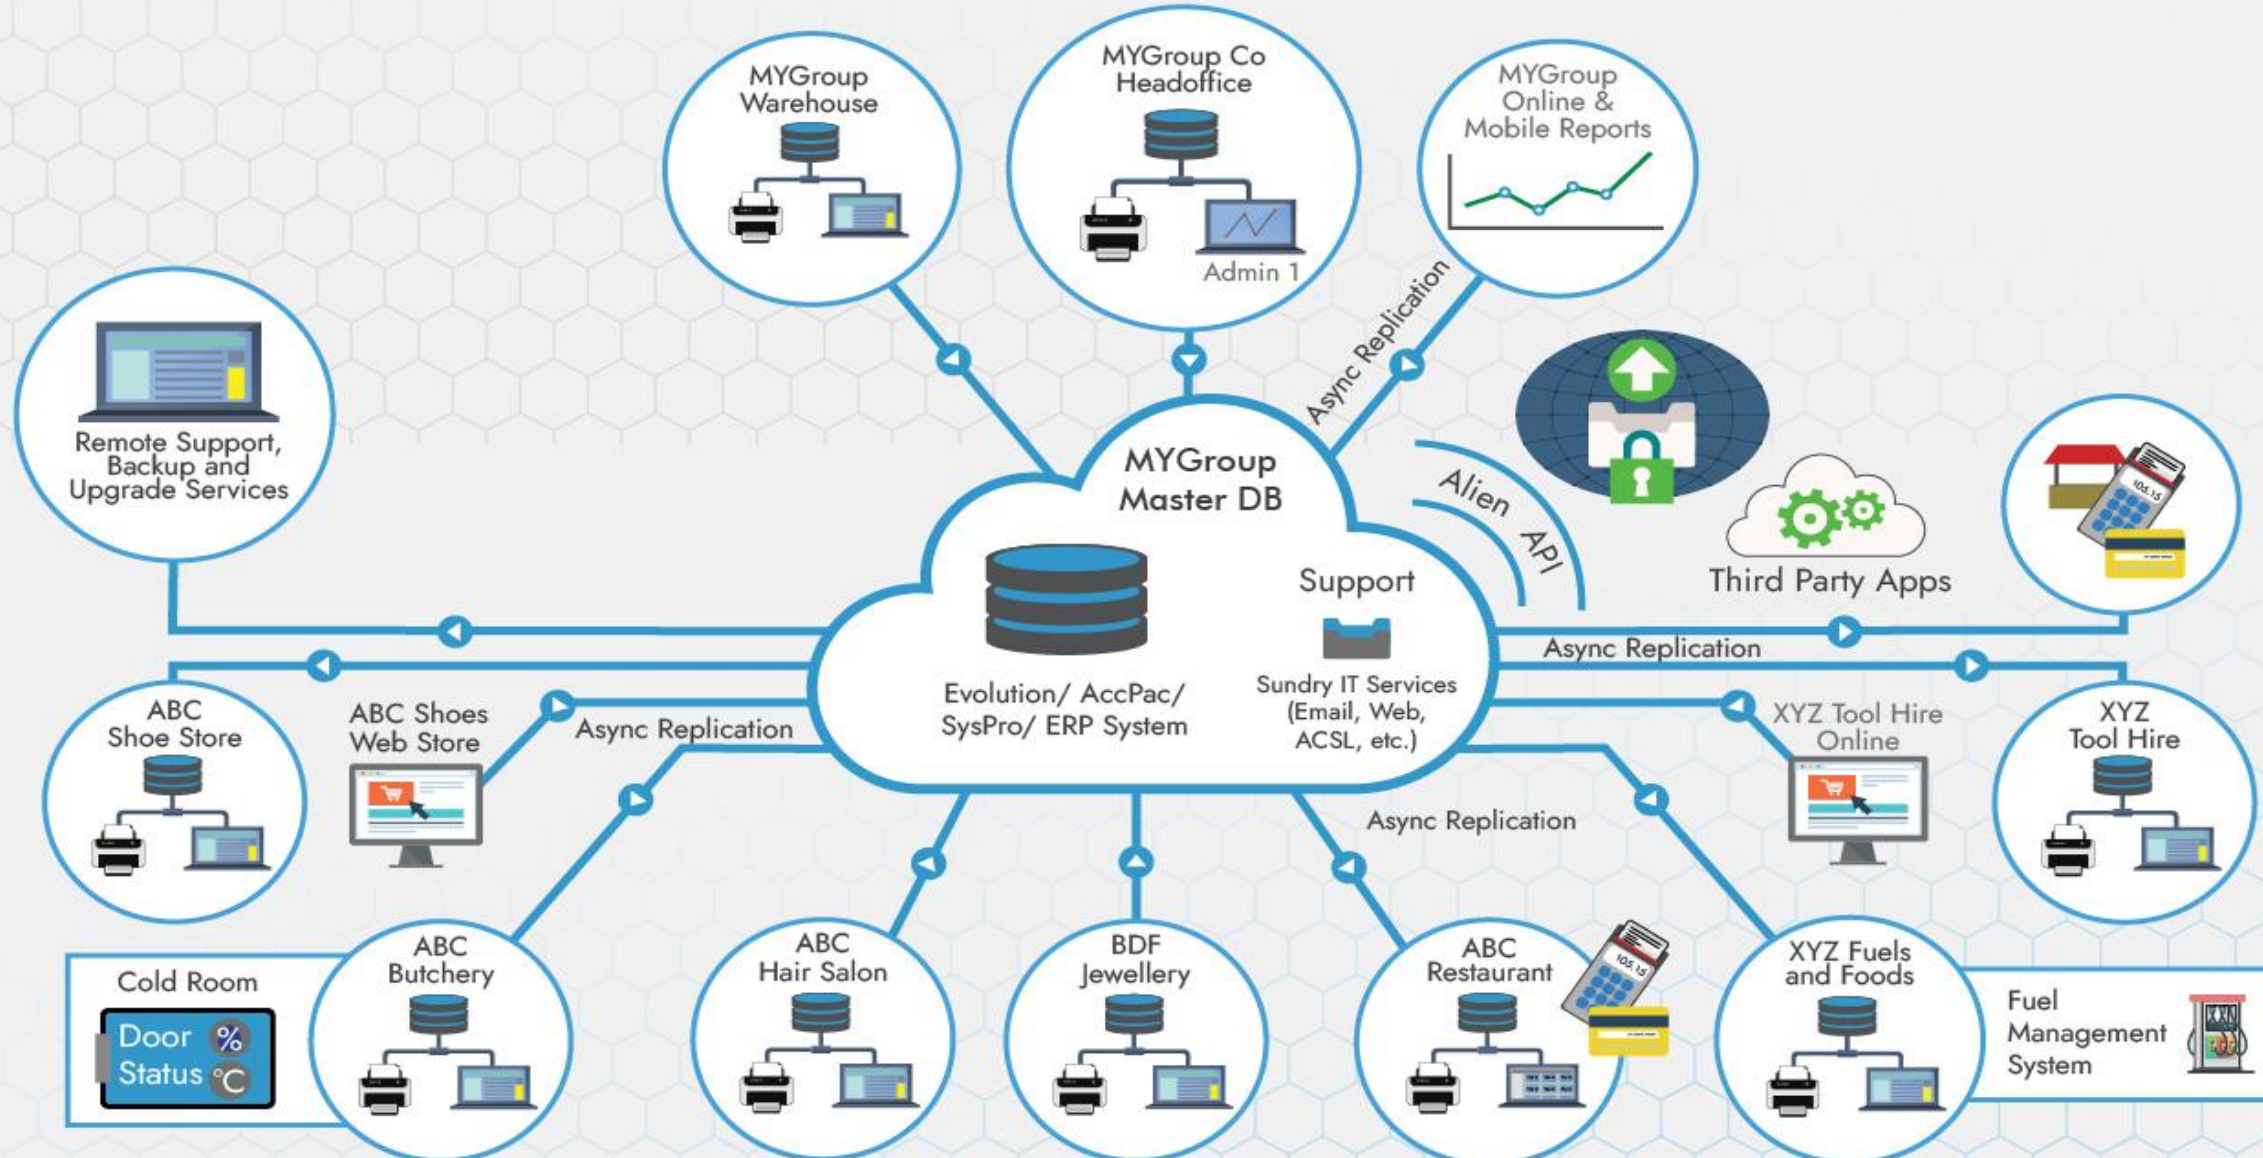 MYGroup
Warehouse
MYGroup Co
Headoffice
Admin 1
MYGroup
Online &
Mobile Reports
Async Replication
Remote Support,
Backup and
Upgrade Services
MYGroup
Master DB
Alien API
Third Party Apps
105.15
Support
Evolution/ AccPac/
SysPro/ ERP System
Sundry IT Services
(Email, Web,
ACSL, etc.)
Async Replication
ABC
Shoe Store
ABC Shoes
Web Store
Async Replication
XYZ Tool Hire
Online
XYZ
Tool Hire
Async Replication
Cold Room
Door %
Status °C
ABC
Butchery
ABC
Hair Salon
BDF
Jewellery
ABC
Restaurant
105.15
XYZ Fuels
and Foods
Fuel
Management
System